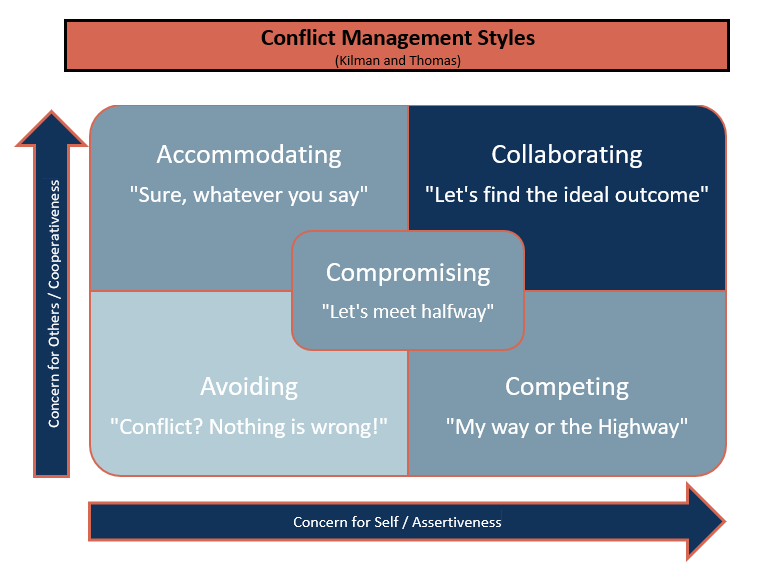 Conflict Management Styles
(Kilman and Thomas)
Accommodating
"Sure, whatever you say"
Collaborating
"Let's find the ideal outcome"
Compromising
"Let's meet halfway"
Avoiding
"Conflict? Nothing is wrong!"
Competing
"My way or the Highway"
Concern for Others / Cooperativeness
Concern for Self / Assertiveness